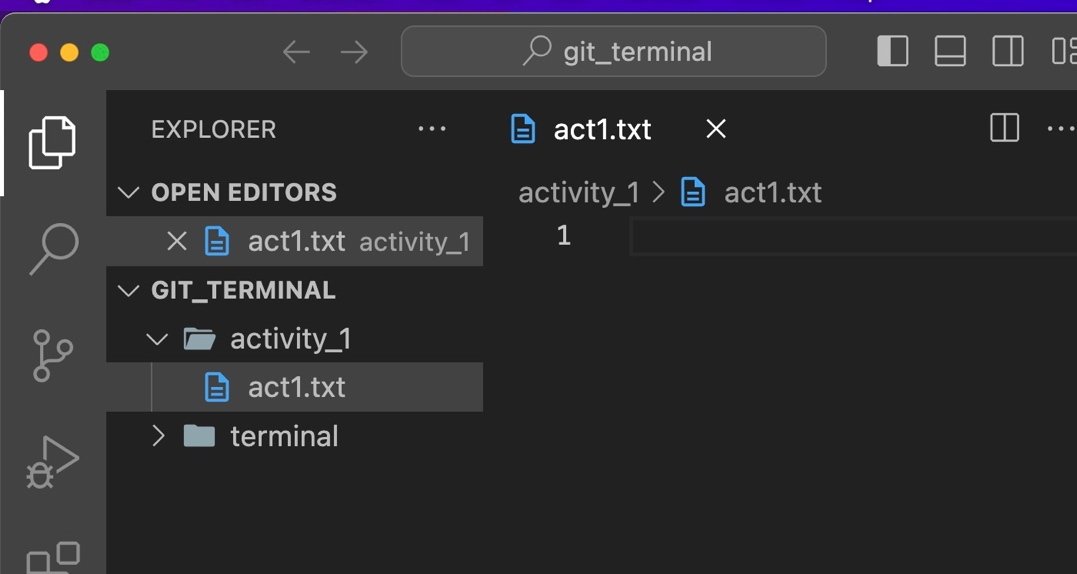 git_terminal
EXPLORER
act1.txt
OPEN EDITORS
activity_1 > act1.txt
act1.txt activity_1
1
GIT_TERMINAL
activity_1
act1.txt
terminal